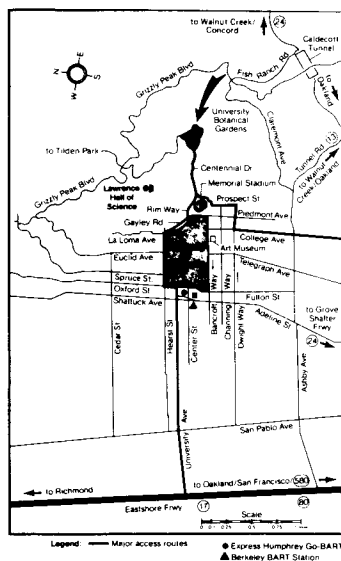 to Walnut Creek/
Concord
24
Caldecott
Tunnel
to
Oakland
E
N
S
W
Grizzly Peak Blvd
Fish Ranch Rd
University
Botanical
Gardens
Claremont Ave
Tunnel Rd
13
to Walnut
Creek-Oakland
to Tilden Park
Centennial Dr
Memorial Stadium
Grizzly Peak Blvd
Lawrence
Hall of
Science
Prospect St
Rim Way
Piedmont Ave
Gayley Rd
College Ave
La Loma Ave
Art Museum
Euclid Ave
Telegraph Ave
Spruce St
Oxford St
Fulton St
Shattuck Ave
Adeline St
to Grove
Shafter
Frwy
24
Cedar St
Hearst St
Center St
Bancroft Way
Channing Way
Dwight Way
Ashby Ave
University Ave
San Pablo Ave
to Oakland/San Francisco/
580
to Richmond
80
Eastshore Frwy
17
Scale
Legend:
Major access routes
Express Humphrey Go-BART
Berkeley BART Station